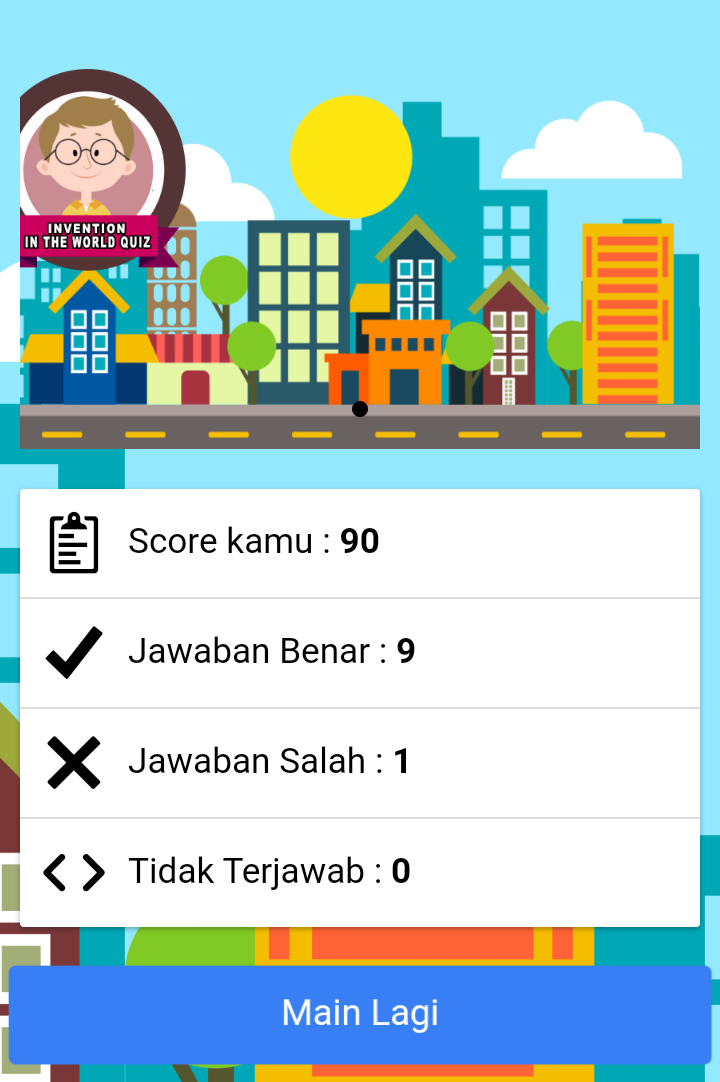 INVENTION
IN THE WORLD QUIZ
Score kamu : 90
Jawaban Benar : 9
Jawaban Salah : 1
Tidak Terjawab : 0
Main Lagi